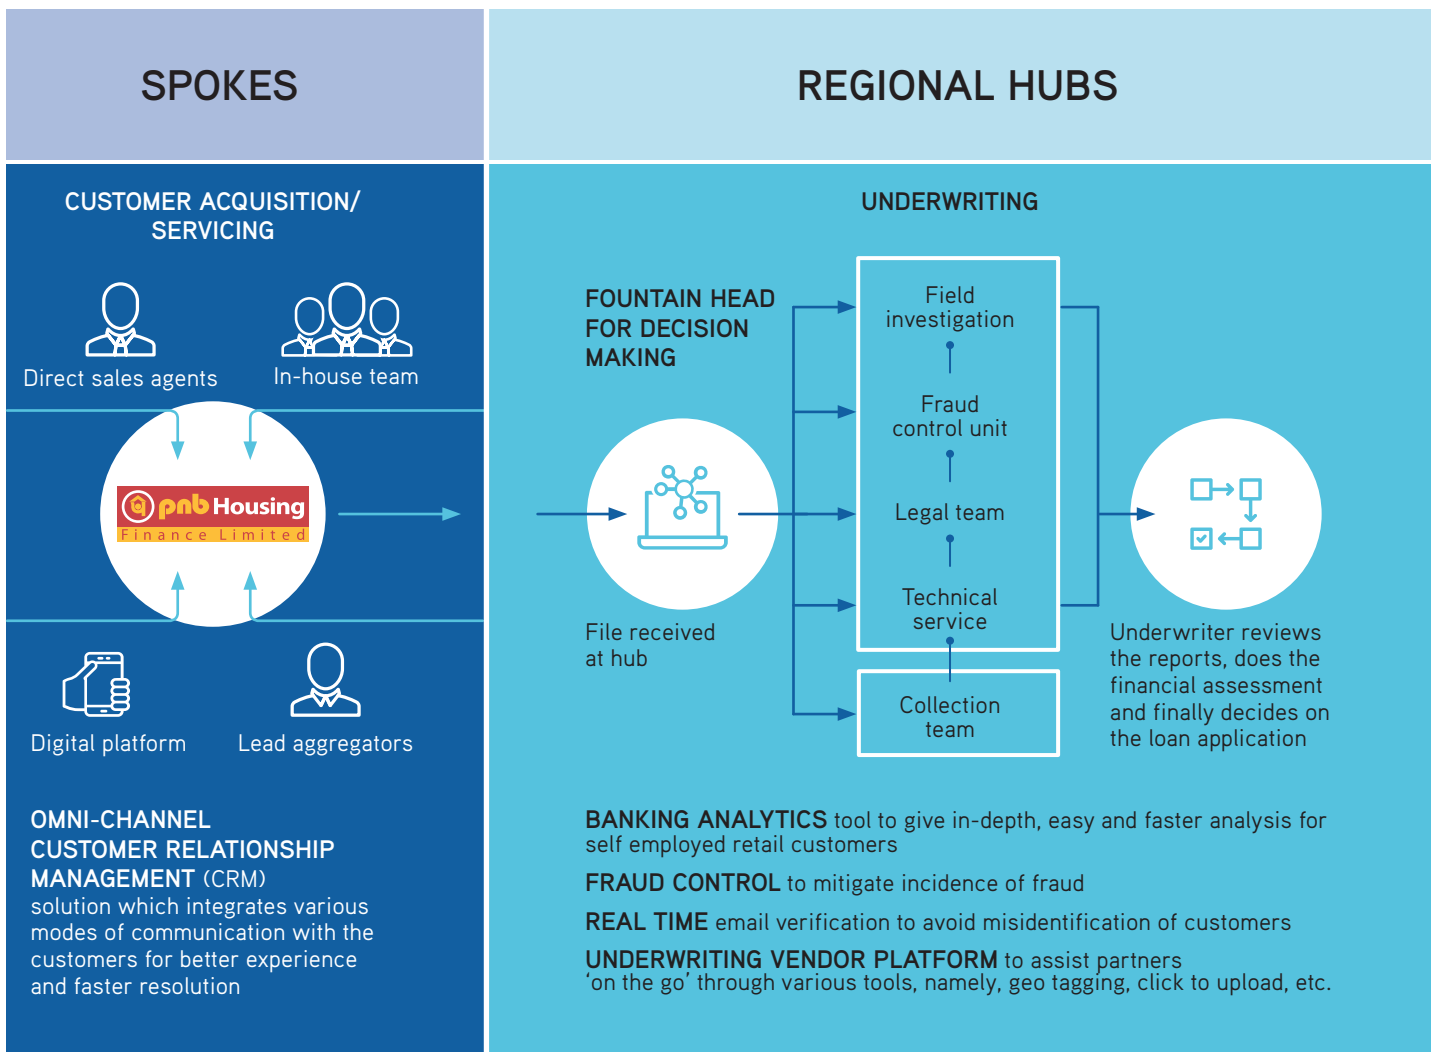 SPOKES
REGIONAL HUBS
CUSTOMER ACQUISITION/
SERVICING
Direct sales agents
In-house team
pnb Housing
Finance Limited
Digital platform
Lead aggregators
OMNI-CHANNEL
CUSTOMER RELATIONSHIP
MANAGEMENT (CRM)
solution which integrates various
modes of communication with the
customers for better experience
and faster resolution
UNDERWRITING
FOUNTAIN HEAD
FOR DECISION
MAKING
File received
at hub
Field
investigation
Fraud
control unit
Legal team
Technical
service
Collection
team
Underwriter reviews
the reports, does the
financial assessment
and finally decides on
the loan application
BANKING ANALYTICS tool to give in-depth, easy and faster analysis for
self employed retail customers
FRAUD CONTROL to mitigate incidence of fraud
REAL TIME email verification to avoid misidentification of customers
UNDERWRITING VENDOR PLATFORM to assist partners
‘on the go’ through various tools, namely, geo tagging, click to upload, etc.